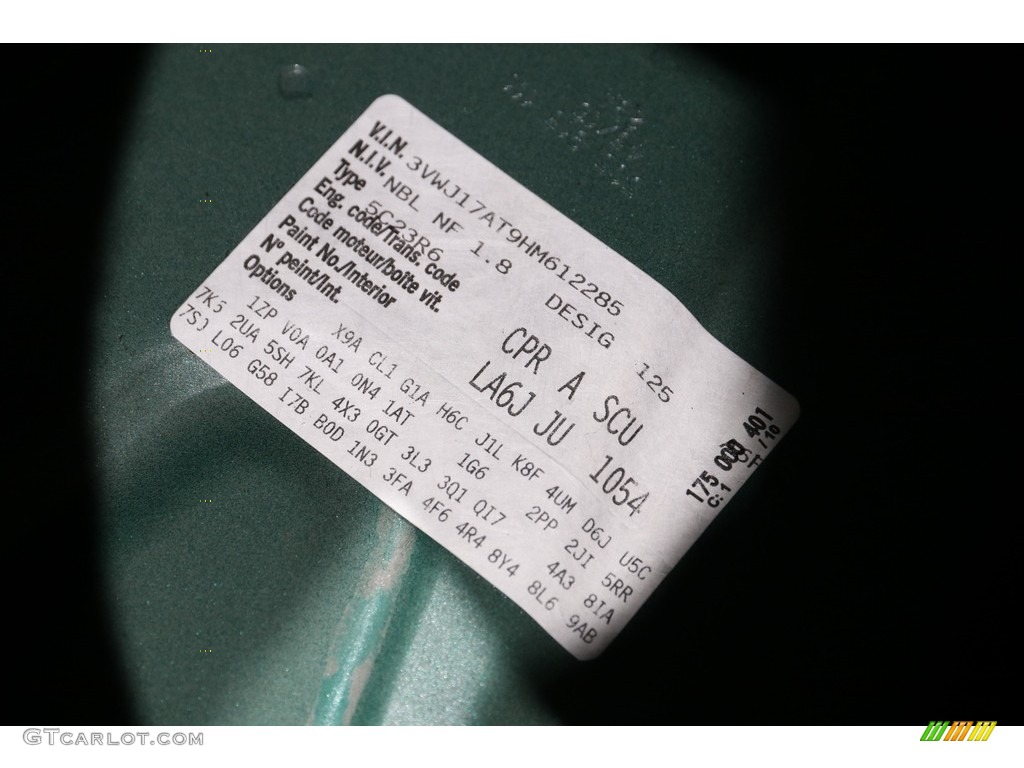 V.I.N. 3VWJ17AT9HM612285
N.I.V. NBL NF 1.8 DESIG 125
Type 5C23R6
Eng. code/Trans. code CPR A SCU
Code moteur/boîte vit.
Paint No./Interior LA6J JU 1054
N° peint/Int.
Options
175 401
X9A CL1 G1A H6C J1L K8F 4UM D6J U5C
1ZP V0A 0A1 0N4 1AT 1G6 2PP 2JI 5RR
7K6 2UA 5SH 7KL 4X3 0GT 3L3 3Q1 QI7 4A3 8IA
7SJ L06 G58 I7B B0D 1N3 3FA 4F6 4R4 8Y4 8L6 9AB
GTCARLOT.COM